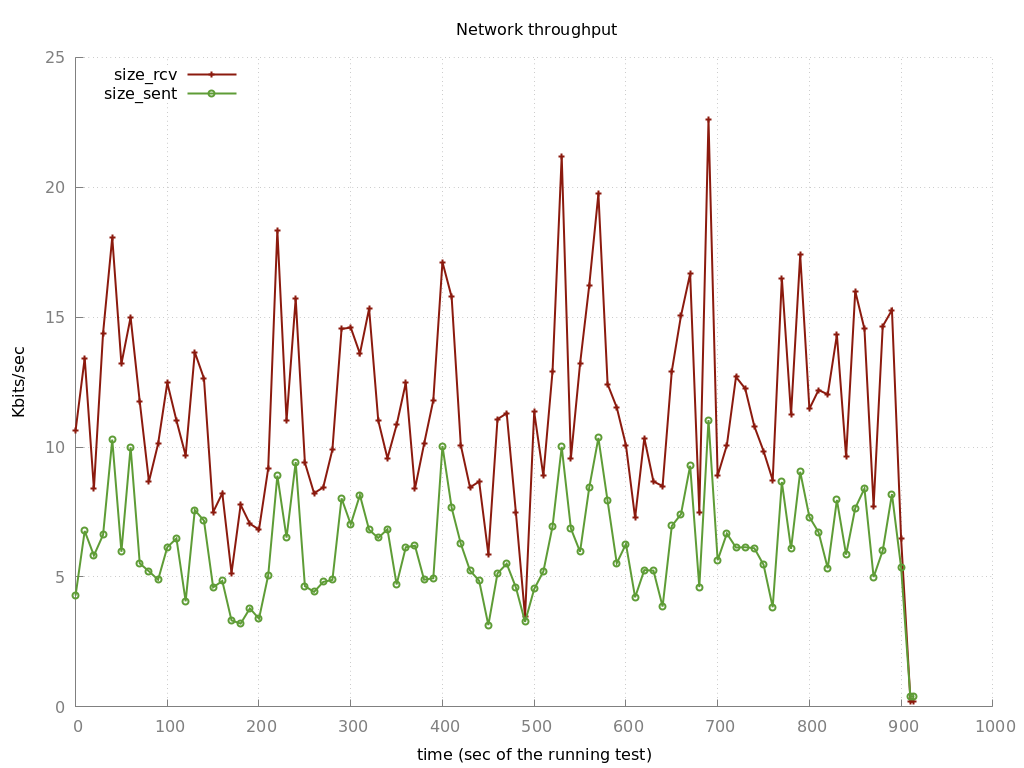 Network throughput
25
size_rcv
size_sent
20
15
Kbits/sec
10
5
0
0 100 200 300 400 500 600 700 800 900 1000
time (sec of the running test)